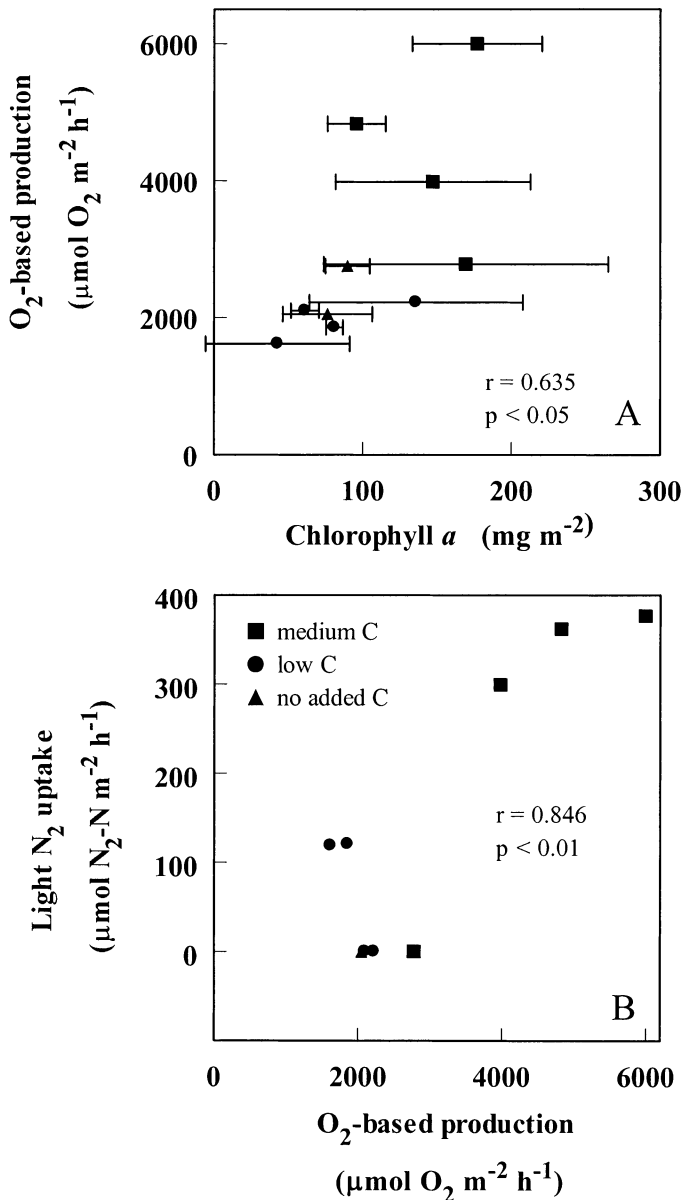 6000
4000
2000
0
O2-based production
(µmol O2 m-2 h-1)
r = 0.635
p < 0.05
A
0 100 200 300
Chlorophyll a (mg m-2)
400
300
200
100
0
Light N2 uptake
(µmol N2-N m-2 h-1)
medium C
low C
no added C
r = 0.846
p < 0.01
B
0 2000 4000 6000
O2-based production
(µmol O2 m-2 h-1)